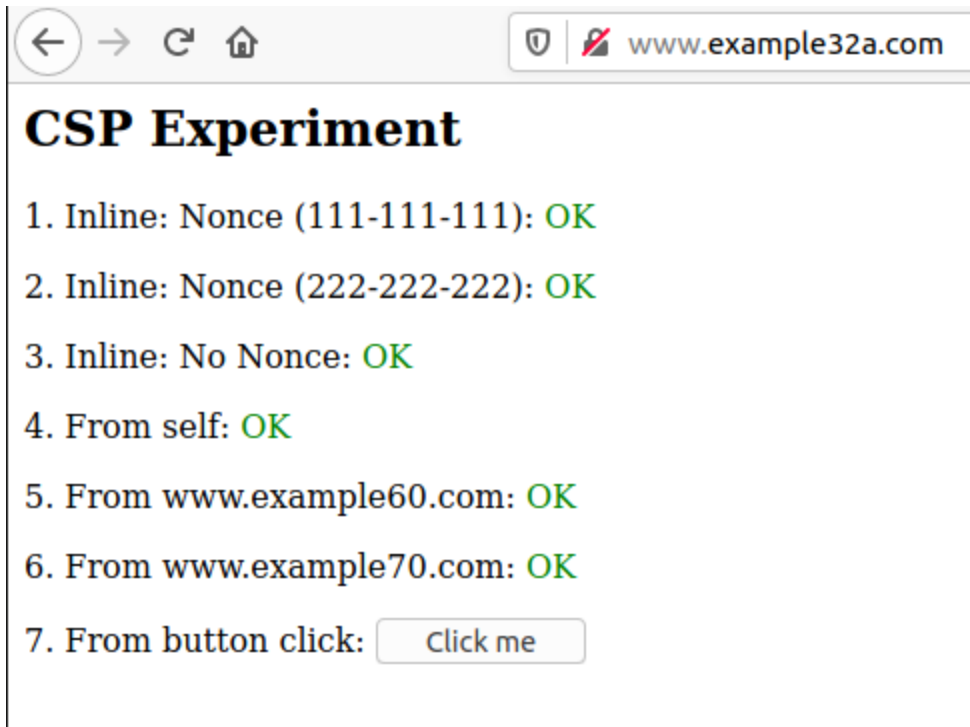 www.example32a.com
CSP Experiment
1. Inline: Nonce (111-111-111): OK
2. Inline: Nonce (222-222-222): OK
3. Inline: No Nonce: OK
4. From self: OK
5. From www.example60.com: OK
6. From www.example70.com: OK
7. From button click: Click me